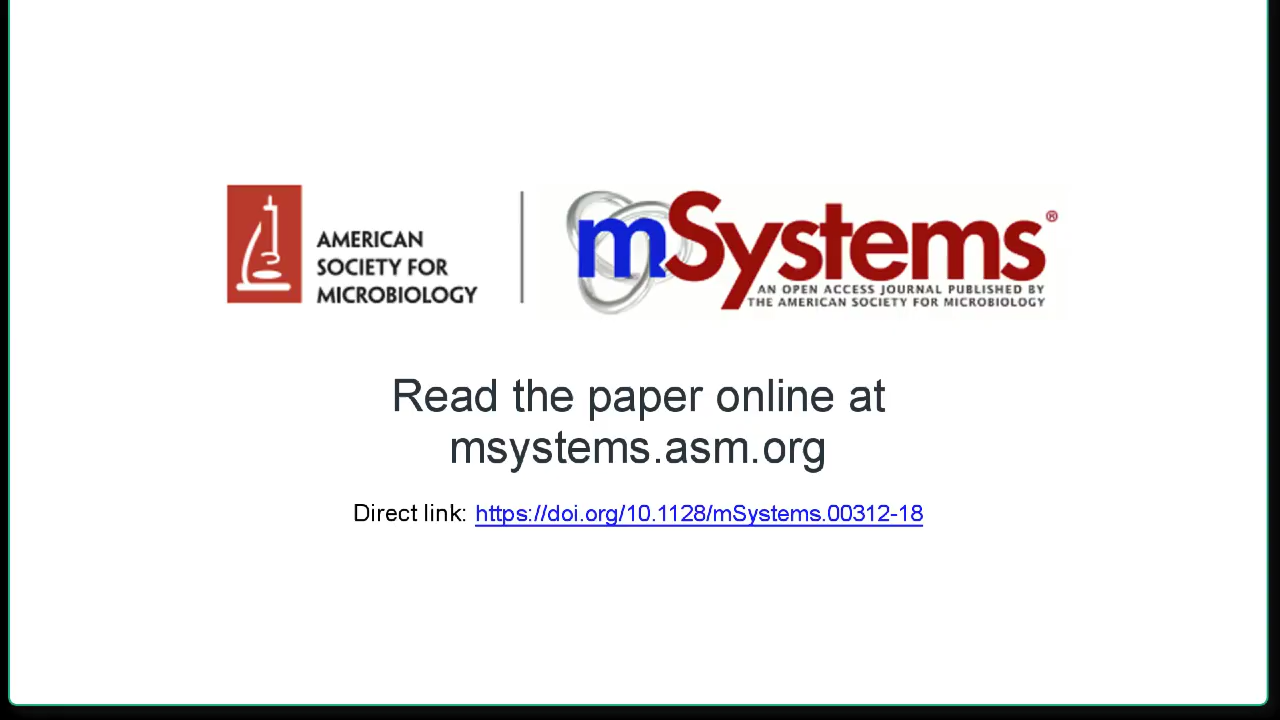 AMERICAN
SOCIETY FOR
MICROBIOLOGY
mSystems®
AN OPEN ACCESS JOURNAL PUBLISHED BY
THE AMERICAN SOCIETY FOR MICROBIOLOGY
Read the paper online at
msystems.asm.org
Direct link: https://doi.org/10.1128/mSystems.00312-18